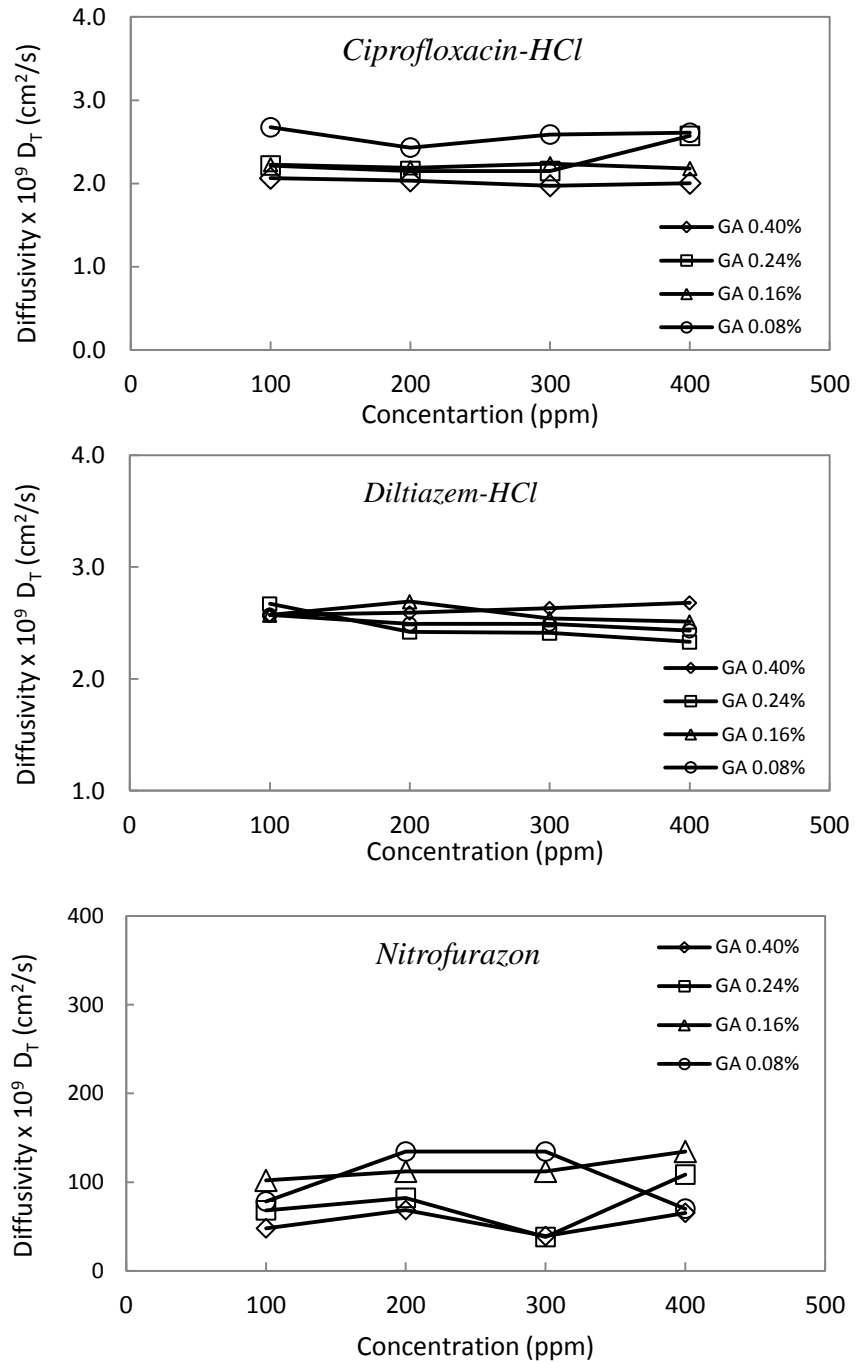 4.0
Ciprofloxacin-HCl
3.0
2.0
1.0
0.0
GA 0.40%
GA 0.24%
GA 0.16%
GA 0.08%
0 100 200 300 400 500
Concentartion (ppm)
Diffusivity x 10⁹ D_T (cm²/s)
4.0
Diltiazem-HCl
3.0
2.0
1.0
GA 0.40%
GA 0.24%
GA 0.16%
GA 0.08%
0 100 200 300 400 500
Concentration (ppm)
Diffusivity x 10⁹ D_T (cm²/s)
400
Nitrofurazon
300
200
100
0
GA 0.40%
GA 0.24%
GA 0.16%
GA 0.08%
0 100 200 300 400 500
Concentration (ppm)
Diffusivity x 10⁹ D_T (cm²/s)